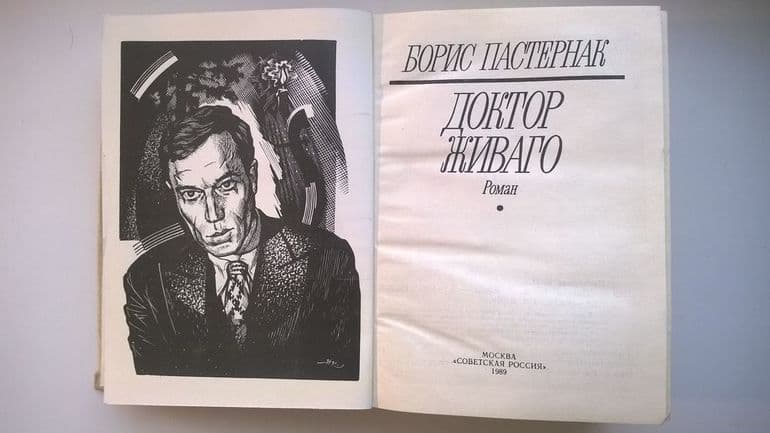 БОРИС ПАСТЕРНАК
ДОКТОР
ЖИВАГО
Роман
МОСКВА
«СОВЕТСКАЯ РОССИЯ»
1989